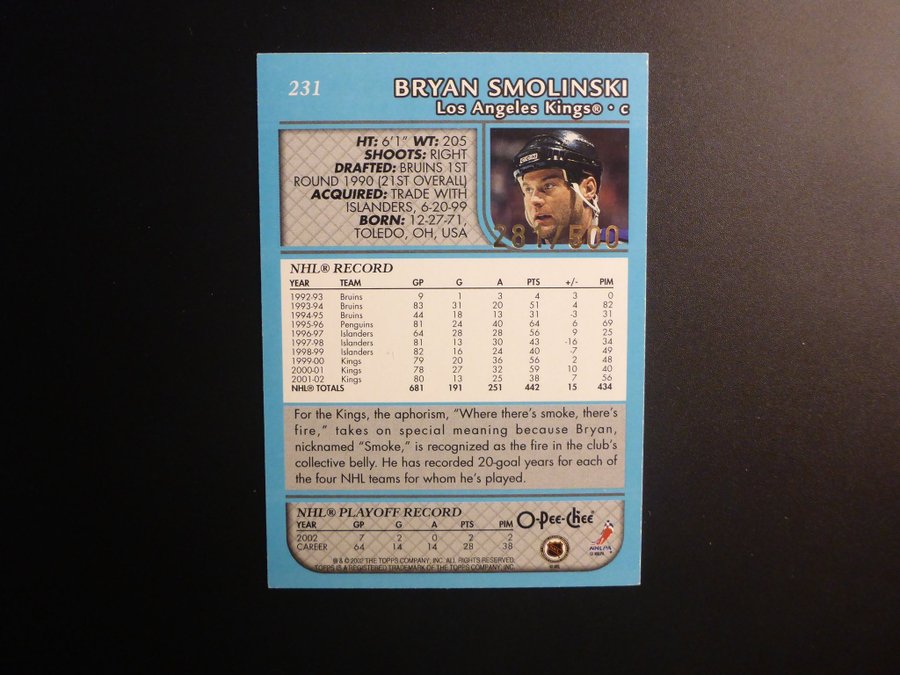 231
BRYAN SMOLINSKI
Los Angeles Kings® • C
HT: 6'1" WT: 205
SHOOTS: RIGHT
DRAFTED: BRUINS 1ST
ROUND 1990 (21ST OVERALL)
ACQUIRED: TRADE WITH
ISLANDERS, 6-20-99
BORN: 12-27-71,
TOLEDO, OH, USA
281/500
NHL® RECORD
YEAR TEAM GP G A PTS +/- PIM
1992-93 Bruins 9 1 3 4 3 0
1993-94 Bruins 83 31 20 51 4 82
1994-95 Bruins 44 18 13 31 -3 31
1995-96 Penguins 81 24 40 64 6 69
1996-97 Islanders 64 28 28 56 9 25
1997-98 Islanders 81 13 30 43 -16 34
1998-99 Islanders 82 16 24 40 -7 49
1999-00 Kings 79 20 36 56 2 48
2000-01 Kings 78 27 32 59 10 40
2001-02 Kings 80 13 25 38 7 56
NHL® TOTALS 681 191 251 442 15 434
For the Kings, the aphorism, "Where there's smoke, there's
fire," takes on special meaning because Bryan,
nicknamed "Smoke," is recognized as the fire in the club's
collective belly. He has recorded 20-goal years for each of
the four NHL teams for whom he's played.
NHL® PLAYOFF RECORD
YEAR GP G A PTS PIM
2002 7 2 0 2 2
CAREER 64 14 14 28 38
O-Pee-Chee®
NHLPA
® & © 2002 THE TOPPS COMPANY, INC. ALL RIGHTS RESERVED.
TOPPS IS A REGISTERED TRADEMARK OF THE TOPPS COMPANY, INC.